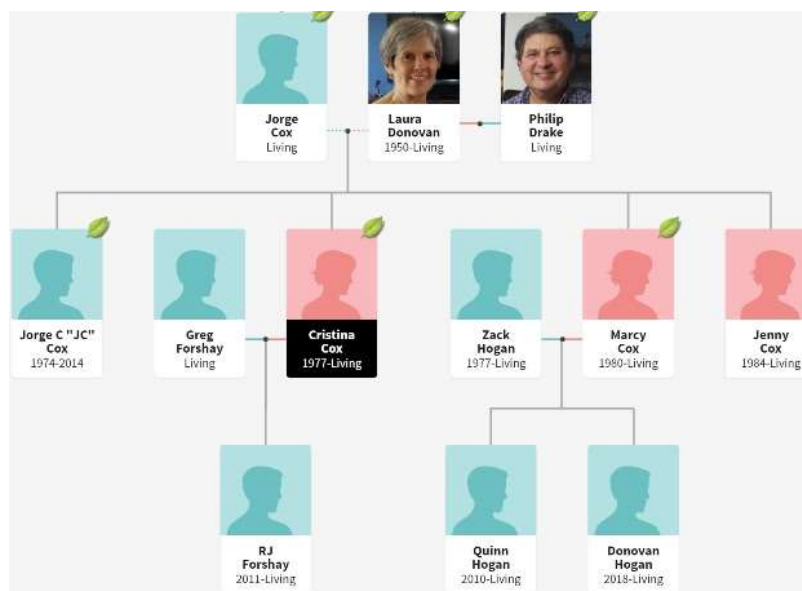 Jorge
Cox
Living
Laura
Donovan
1950-Living
Philip
Drake
Living
Jorge C "JC"
Cox
1974-2014
Greg
Forshay
Living
Cristina
Cox
1977-Living
Zack
Hogan
1977-Living
Marcy
Cox
1980-Living
Jenny
Cox
1984-Living
RJ
Forshay
2011-Living
Quinn
Hogan
2010-Living
Donovan
Hogan
2018-Living